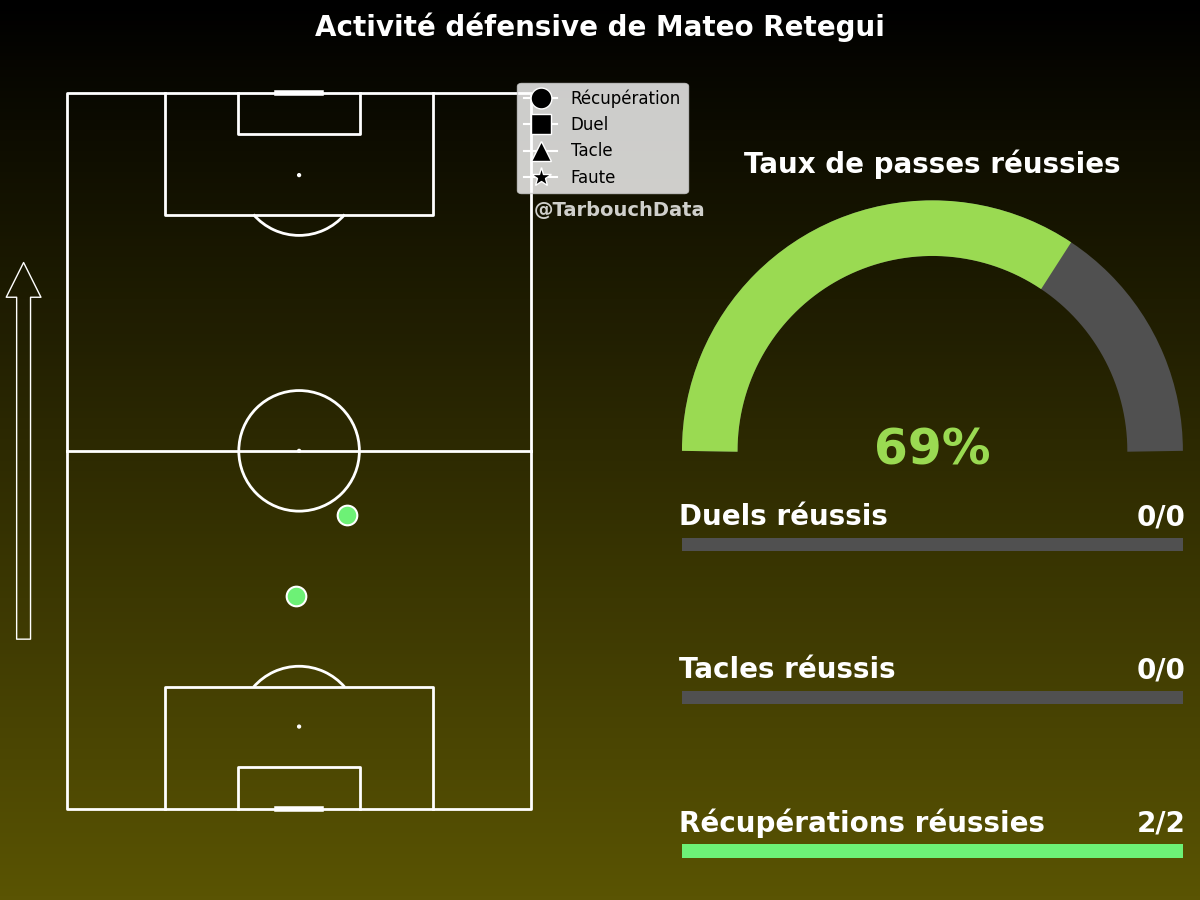 Activité défensive de Mateo Retegui
Récupération
Duel
Tacle
Faute
@TarbouchData
Taux de passes réussies
69%
Duels réussis 0/0
Tacles réussis 0/0
Récupérations réussies 2/2